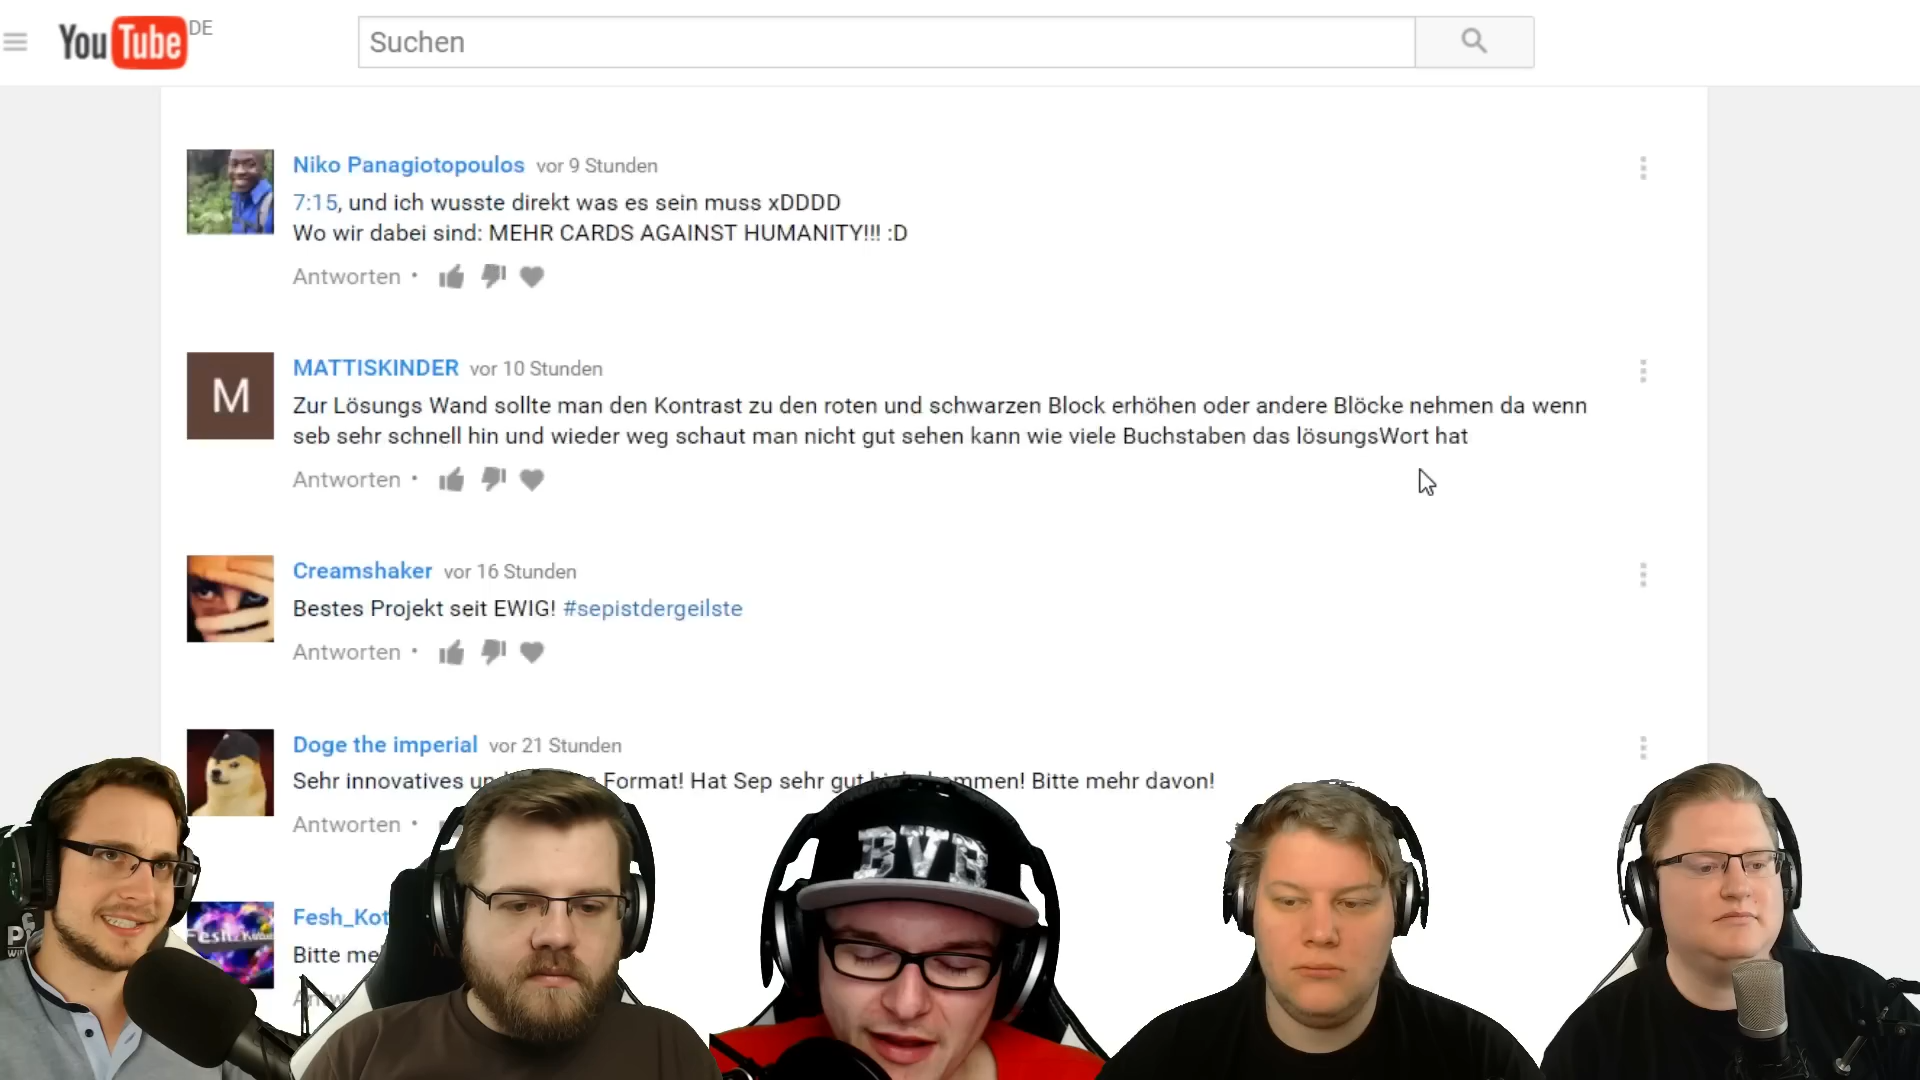 YouTube DE
Suchen
Niko Panagiotopoulos vor 9 Stunden
7:15, und ich wusste direkt was es sein muss xDDDD
Wo wir dabei sind: MEHR CARDS AGAINST HUMANITY!!! :D
Antworten •
M
MATTISKINDER vor 10 Stunden
Zur Lösungs Wand sollte man den Kontrast zu den roten und schwarzen Block erhöhen oder andere Blöcke nehmen da wenn
seb sehr schnell hin und wieder weg schaut man nicht gut sehen kann wie viele Buchstaben das lösungsWort hat
Antworten •
Creamshaker vor 16 Stunden
Bestes Projekt seit EWIG! #sepistdergeilste
Antworten •
Doge the imperial vor 21 Stunden
Sehr innovatives Format! Hat Sep sehr gut Bitte mehr davon!
Antworten •
BVB
Fesh_Kot
Bitte